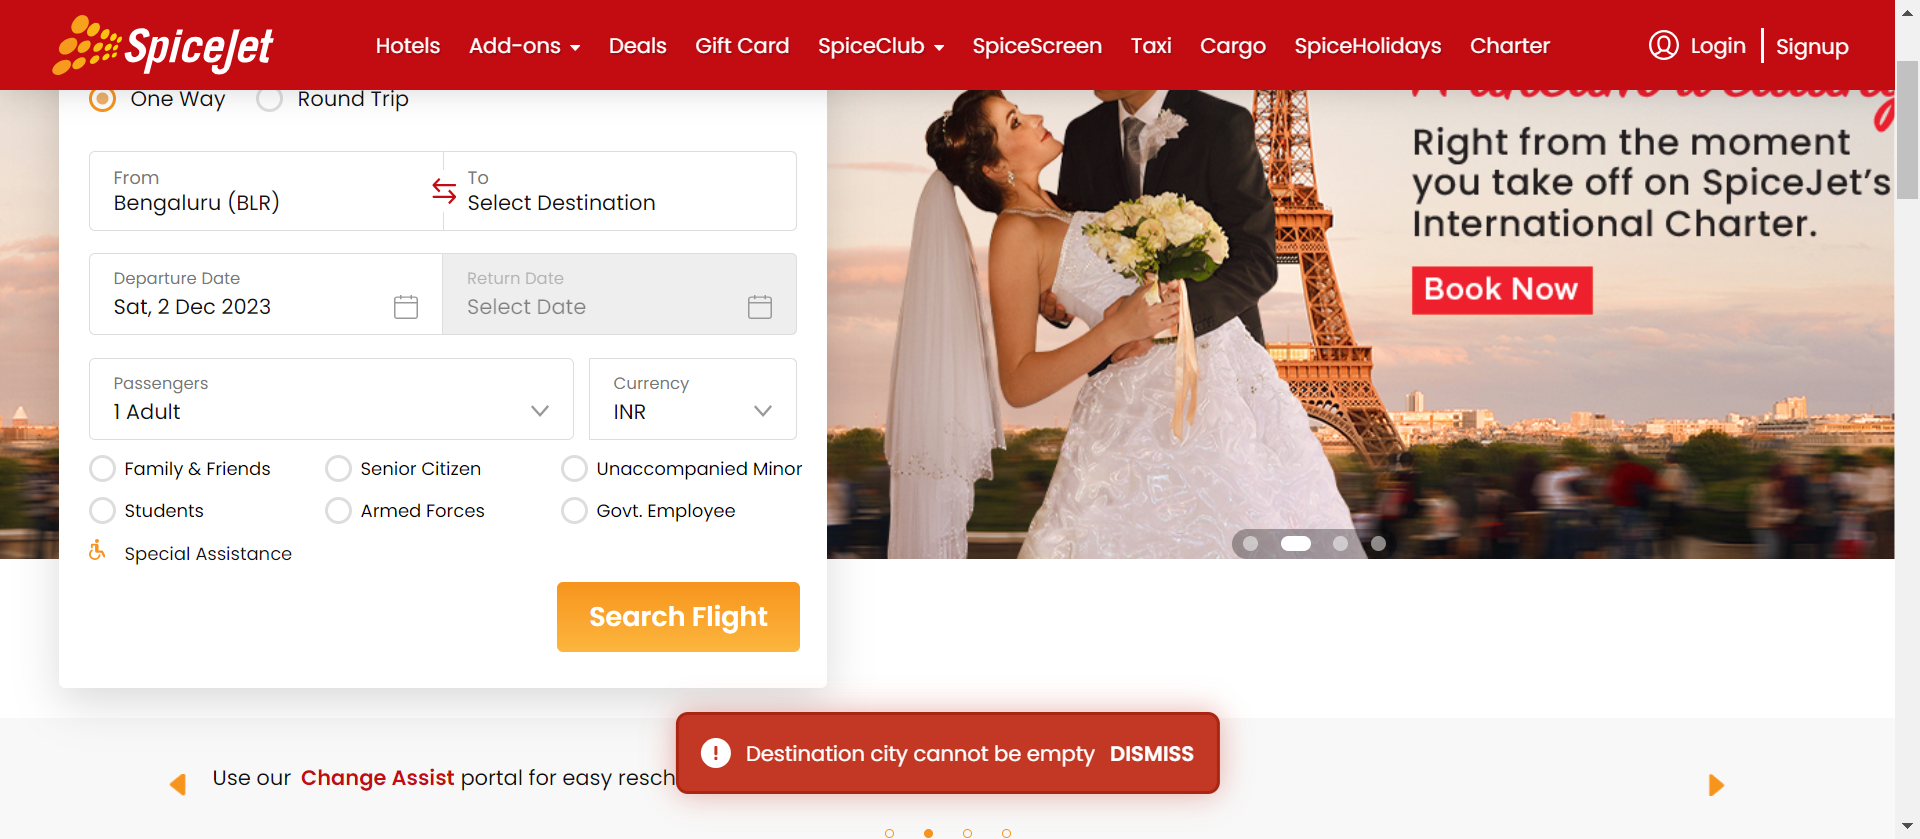 SpiceJet
Hotels Add-ons Deals Gift Card SpiceClub SpiceScreen Taxi Cargo SpiceHolidays Charter
Login Signup
One Way Round Trip
From
Bengaluru (BLR)
To
Select Destination
Departure Date
Sat, 2 Dec 2023
Return Date
Select Date
Passengers
1 Adult
Currency
INR
Family & Friends Senior Citizen Unaccompanied Minor
Students Armed Forces Govt. Employee
Special Assistance
Search Flight
Right from the moment
you take off on SpiceJet's
International Charter.
Book Now
Destination city cannot be empty DISMISS
Use our Change Assist portal for easy resch